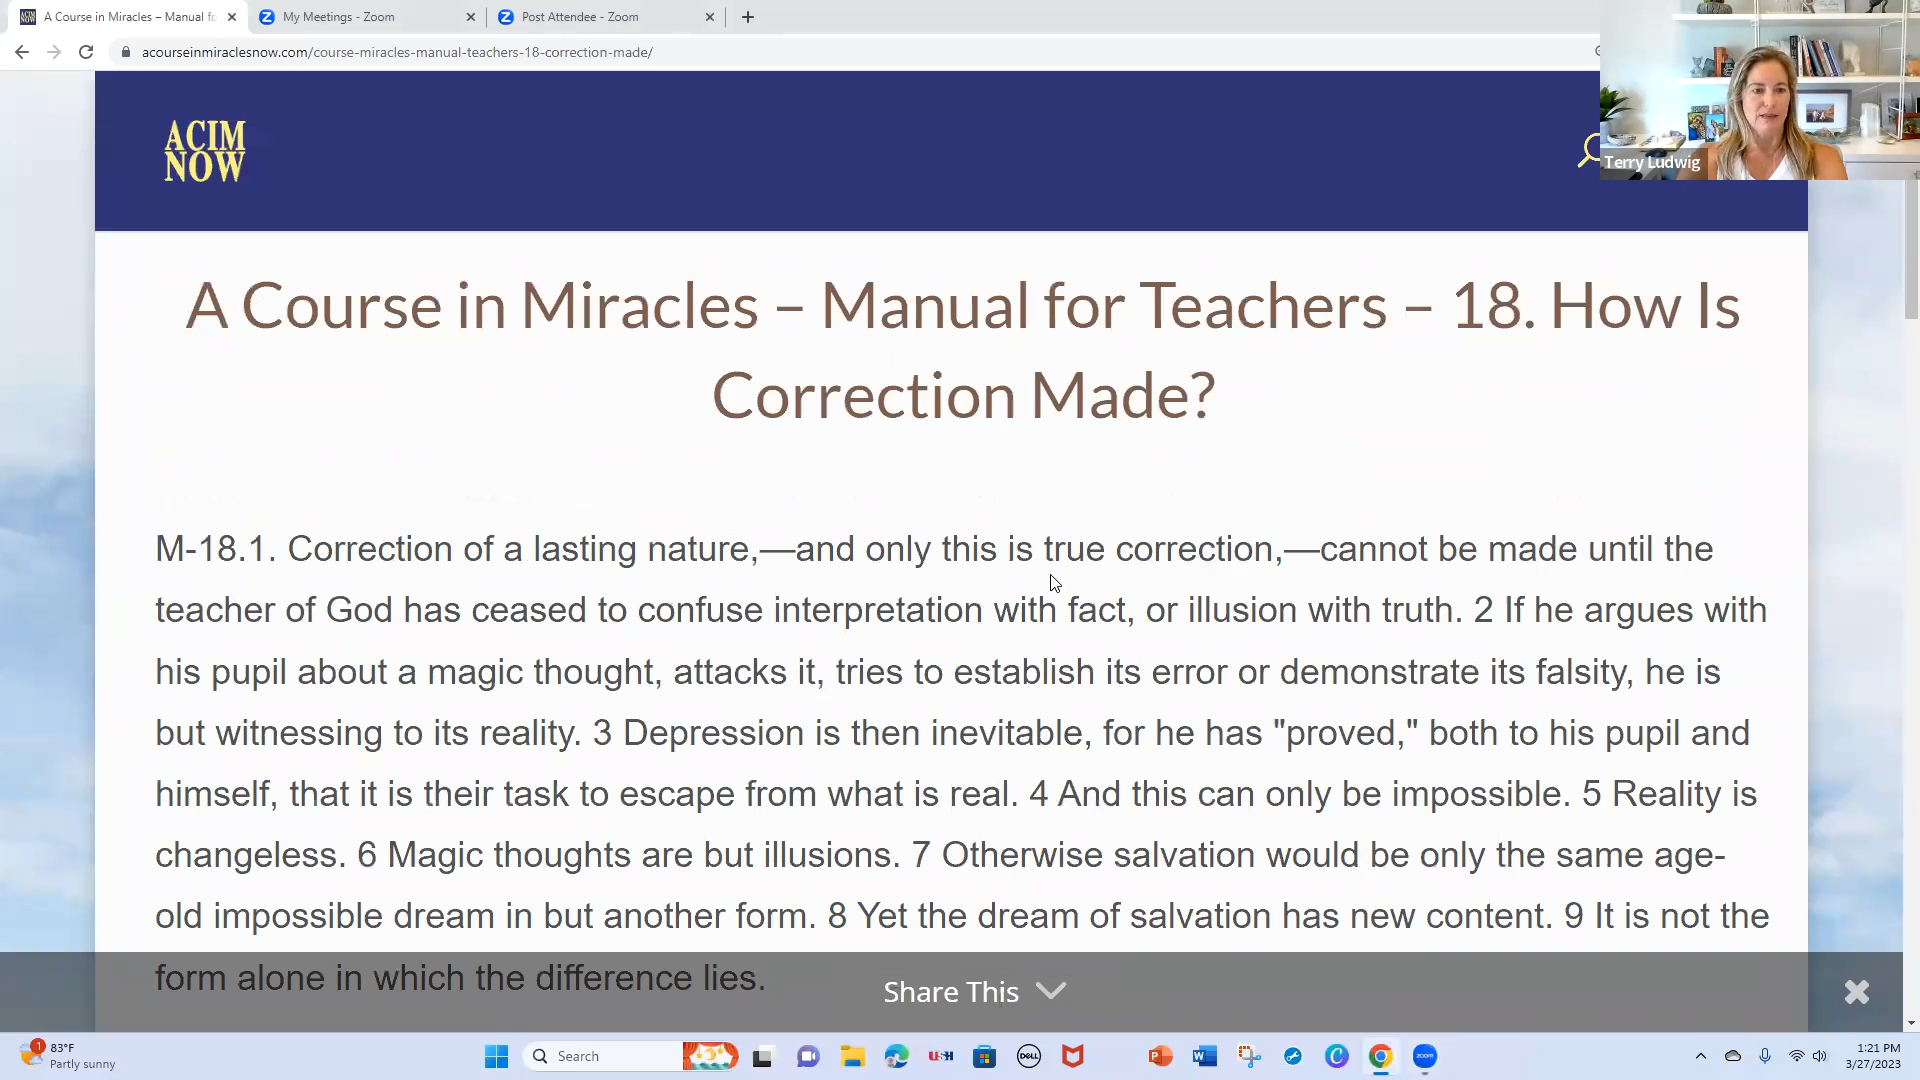 A Course in Miracles – Manual fo
My Meetings - Zoom
Post Attendee - Zoom
acourseinmiraclesnow.com/course-miracles-manual-teachers-18-correction-made/
ACIM
NOW
Terry Ludwig
A Course in Miracles – Manual for Teachers – 18. How Is
Correction Made?
M-18.1. Correction of a lasting nature,—and only this is true correction,—cannot be made until the
teacher of God has ceased to confuse interpretation with fact, or illusion with truth. 2 If he argues with
his pupil about a magic thought, attacks it, tries to establish its error or demonstrate its falsity, he is
but witnessing to its reality. 3 Depression is then inevitable, for he has "proved," both to his pupil and
himself, that it is their task to escape from what is real. 4 And this can only be impossible. 5 Reality is
changeless. 6 Magic thoughts are but illusions. 7 Otherwise salvation would be only the same age-
old impossible dream in but another form. 8 Yet the dream of salvation has new content. 9 It is not the
form alone in which the difference lies.
Share This
1
83°F
Partly sunny
Search
USH
DELL
zoom
1:21 PM
3/27/2023